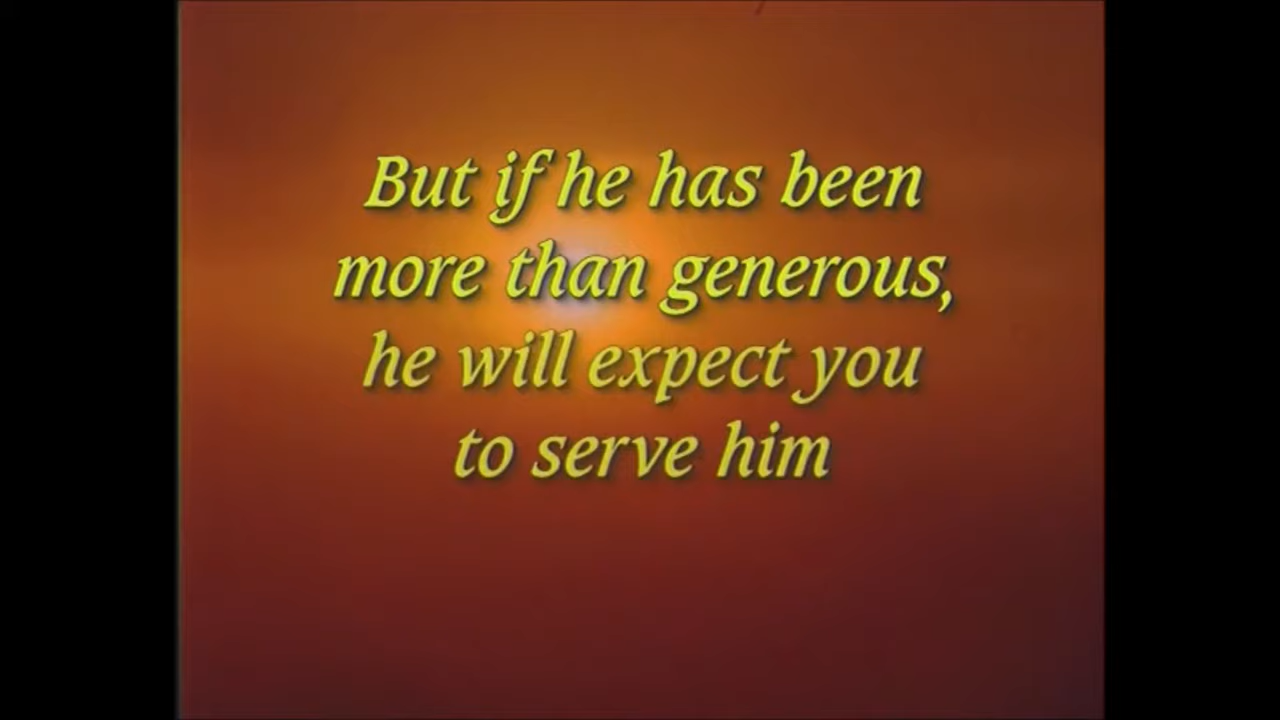 But if he has been
more than generous,
he will expect you
to serve him